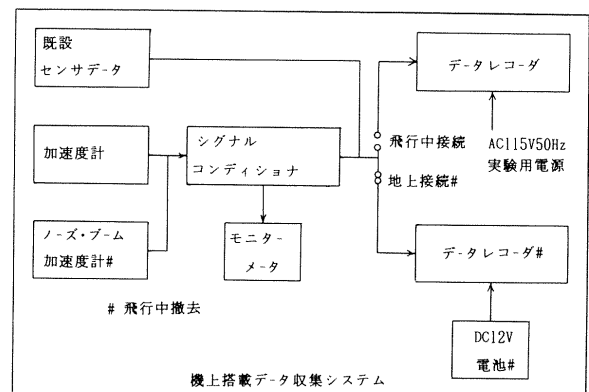 既設
センサデータ
データレコーダ
シグナル
コンディショナ
加速度計
飛行中接続
地上接続#
AC115V50Hz
実験用電源
ノーズ・ブーム
加速度計#
モニター
メータ
データレコーダ#
# 飛行中撤去
DC12V
電池#
機上搭載データ収集システム